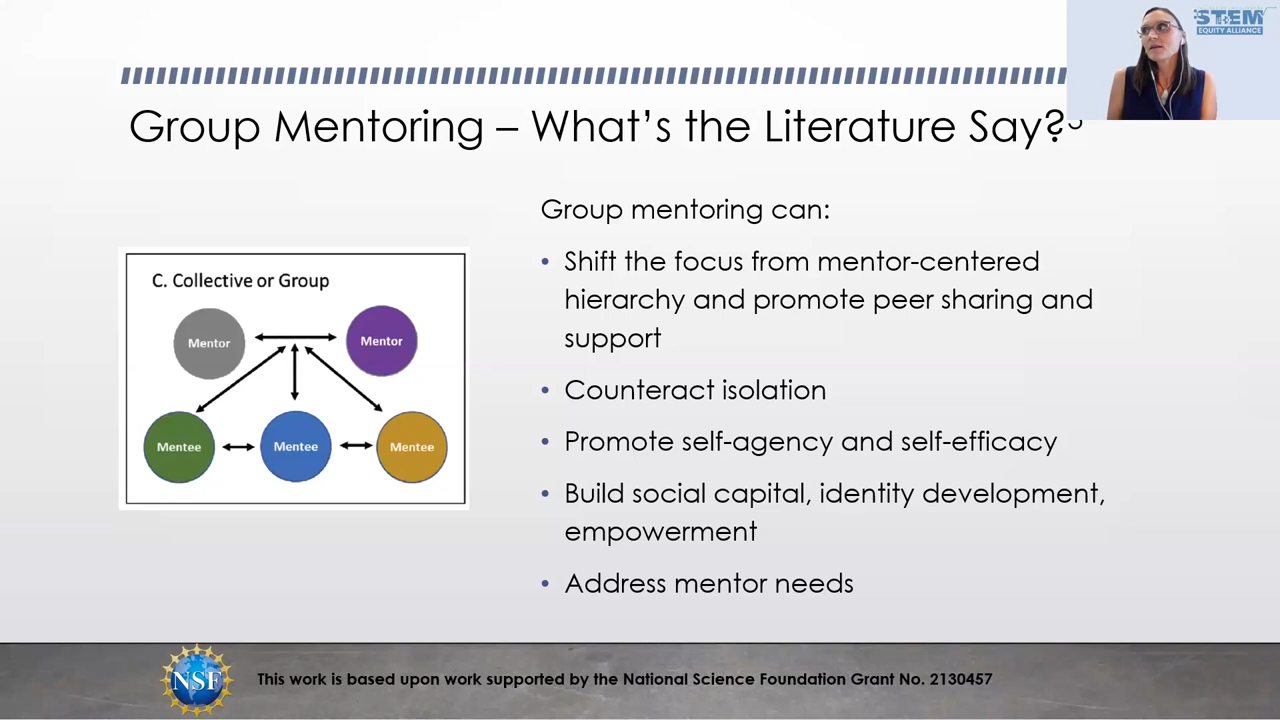 STEM
EQUITY ALLIANCE
Group Mentoring – What's the Literature Say?
Group mentoring can:
• Shift the focus from mentor-centered
hierarchy and promote peer sharing and
support
• Counteract isolation
• Promote self-agency and self-efficacy
• Build social capital, identity development,
empowerment
• Address mentor needs
C. Collective or Group
Mentor
Mentor
Mentee
Mentee
Mentee
NSF
This work is based upon work supported by the National Science Foundation Grant No. 2130457